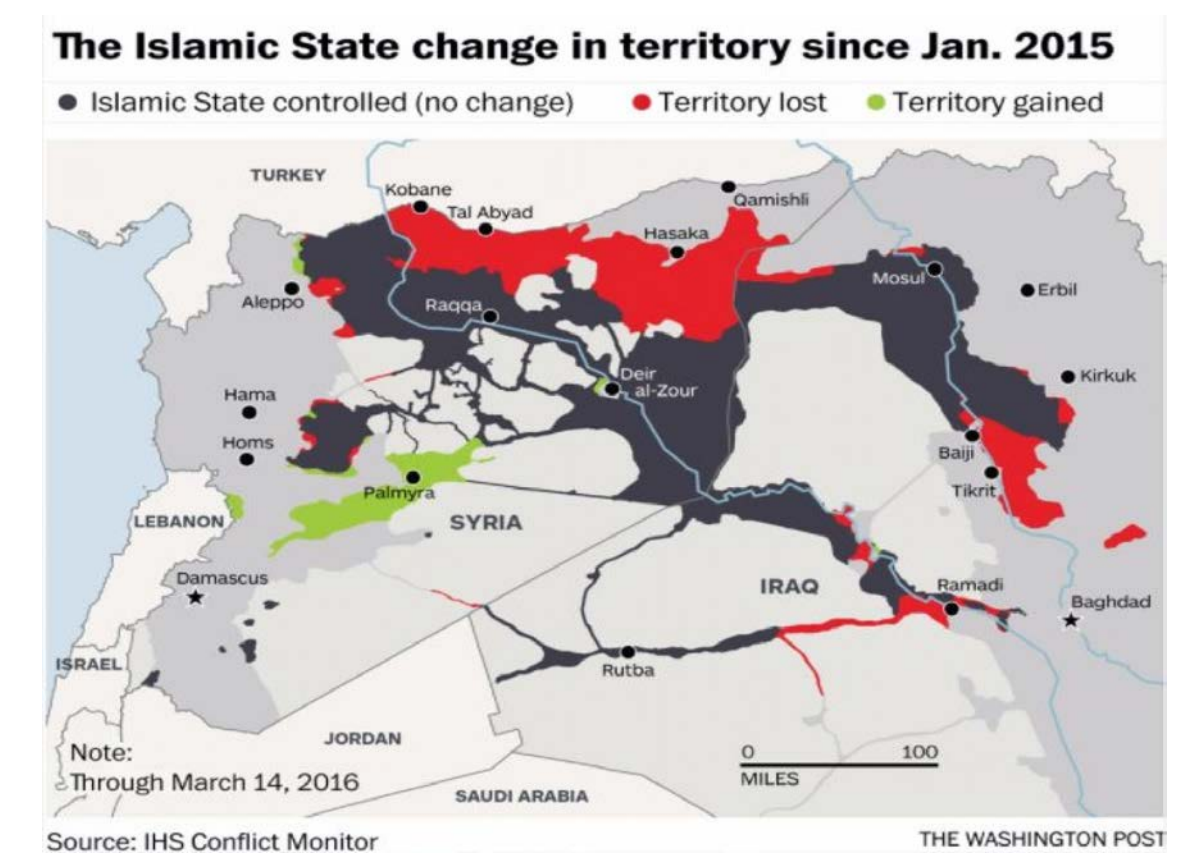 The Islamic State change in territory since Jan. 2015
Islamic State controlled (no change) Territory lost Territory gained
TURKEY
Kobane
Tal Abyad
Qamishli
Hasaka
Mosul
Erbil
Aleppo
Raqqa
Deir
al-Zour
Kirkuk
Hama
Homs
Baiji
Tikrit
Palmyra
LEBANON
SYRIA
Damascus
IRAQ
Ramadi
Baghdad
ISRAEL
Rutba
JORDAN
Note:
Through March 14, 2016
0 100
MILES
SAUDI ARABIA
Source: IHS Conflict Monitor
THE WASHINGTON POST